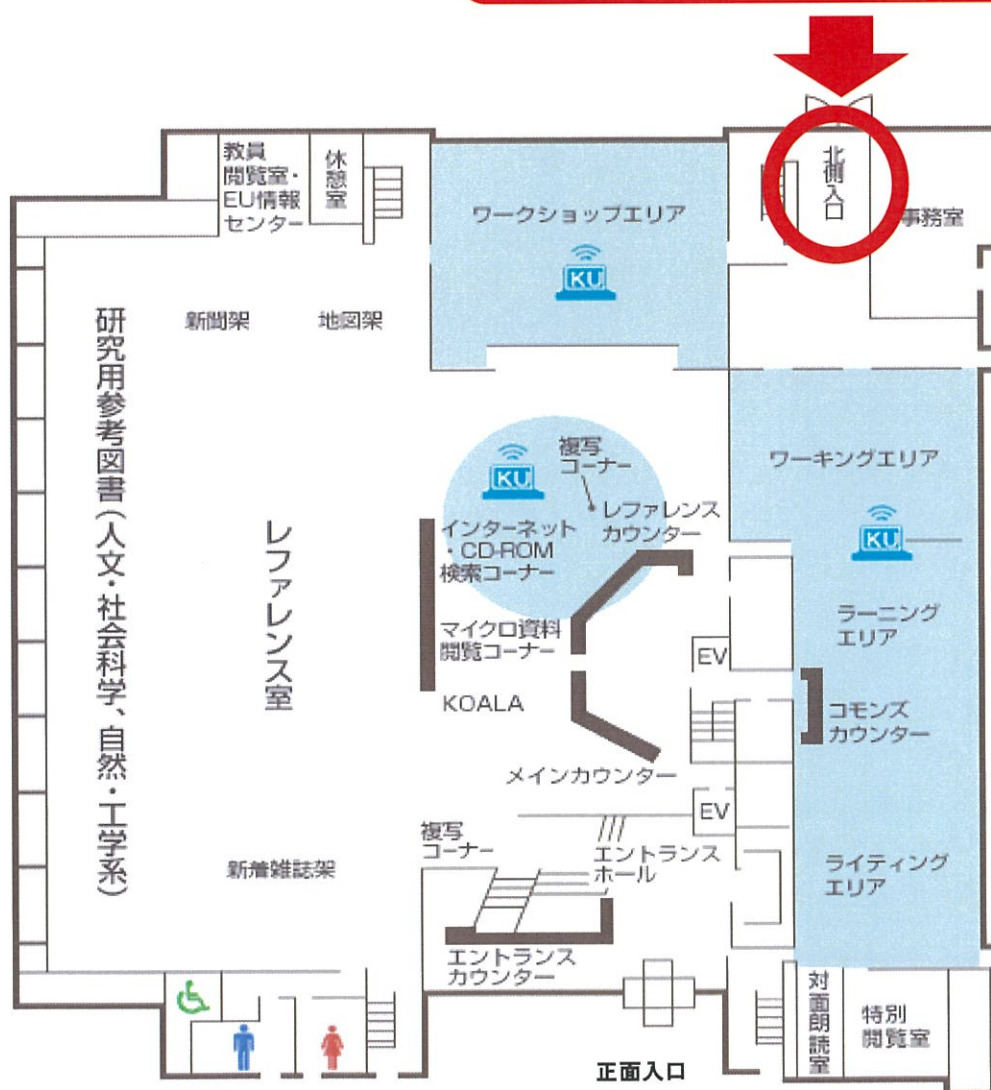 北側入口
教員
閲覧室・
EU情報
センター
休憩室
ワークショップエリア
KU
事務室
新聞架
地図架
研究用参考図書(人文・社会科学、自然・工学系)
レファレンス室
KU
複写
コーナー
レファレンス
カウンター
インターネット
・CD-ROM
検索コーナー
マイクロ資料
閲覧コーナー
KOALA
メインカウンター
EV
EV
ワーキングエリア
KU
ラーニング
エリア
コモンズ
カウンター
ライティング
エリア
複写
コーナー
エントランス
ホール
新着雑誌架
エントランス
カウンター
対面朗読室
特別
閲覧室
正面入口